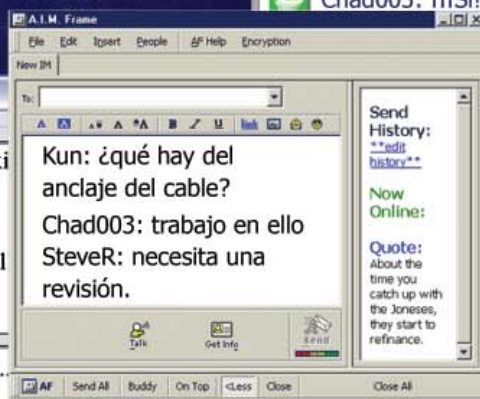 Chad003: ¡hSí!
A.I.M. Frame
File Edit Insert People AF Help Encryption
New IM
To:
A A A A A B I U link
Kun: ¿qué hay del
anclaje del cable?
Chad003: trabajo en ello
SteveR: necesita una
revisión.
Talk Get Info Send
Send
History:
**edit
history**
Now
Online:
Quote:
About the
time you
catch up with
the Joneses,
they start to
refinance.
AF Send All Buddy On Top <Less Close Close All